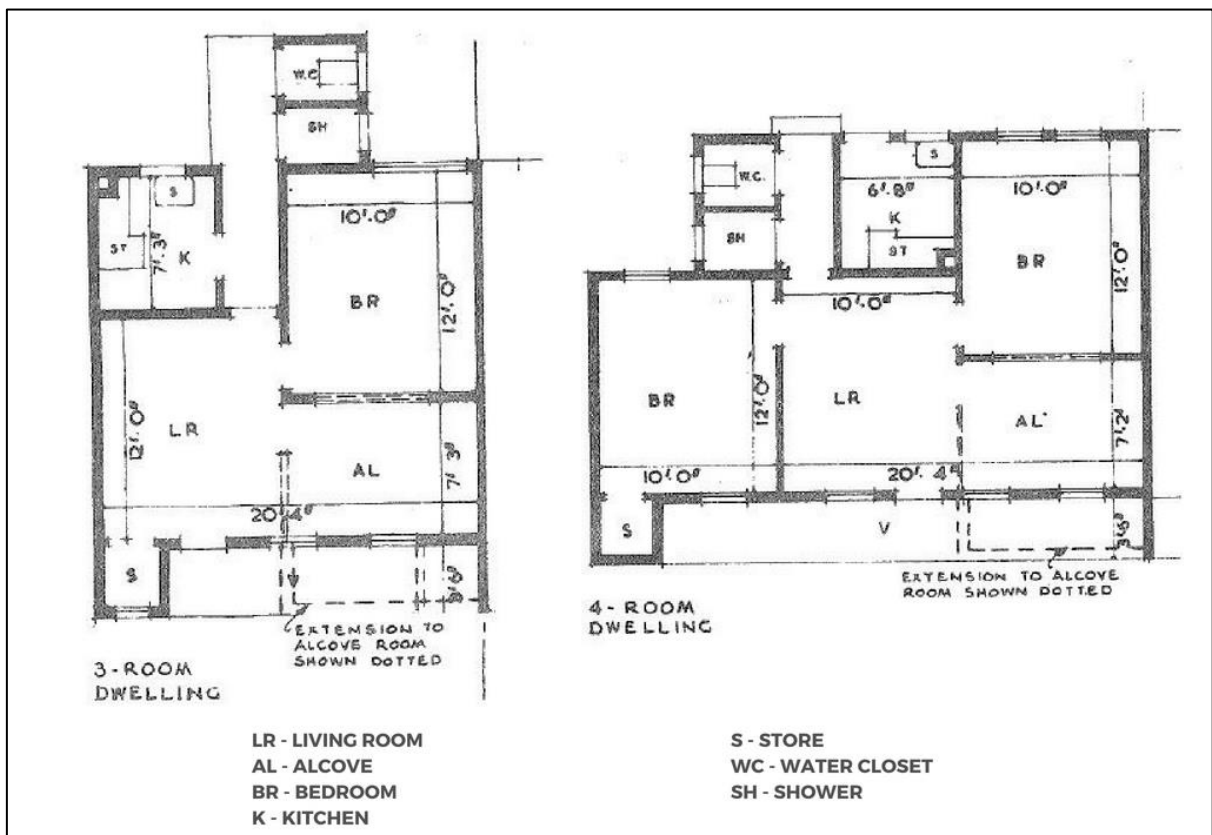 W.C
SH
S
ST
7'.3"
K
10'.0"
BR
12'.0"
LR
12'.0"
AL
7'.3"
20'.4"
S
3'.6"
EXTENSION TO
ALCOVE ROOM
SHOWN DOTTED
3-ROOM
DWELLING
W.C.
SH
S
6'.8"
K
ST
10'.0"
BR
12'.0"
10'.0"
BR
12'.0"
LR
AL
7'.2"
10'.0"
20'.4"
S
V
3'.6"
EXTENSION TO ALCOVE
ROOM SHOWN DOTTED
4-ROOM
DWELLING
LR - LIVING ROOM
AL - ALCOVE
BR - BEDROOM
K - KITCHEN
S - STORE
WC - WATER CLOSET
SH - SHOWER